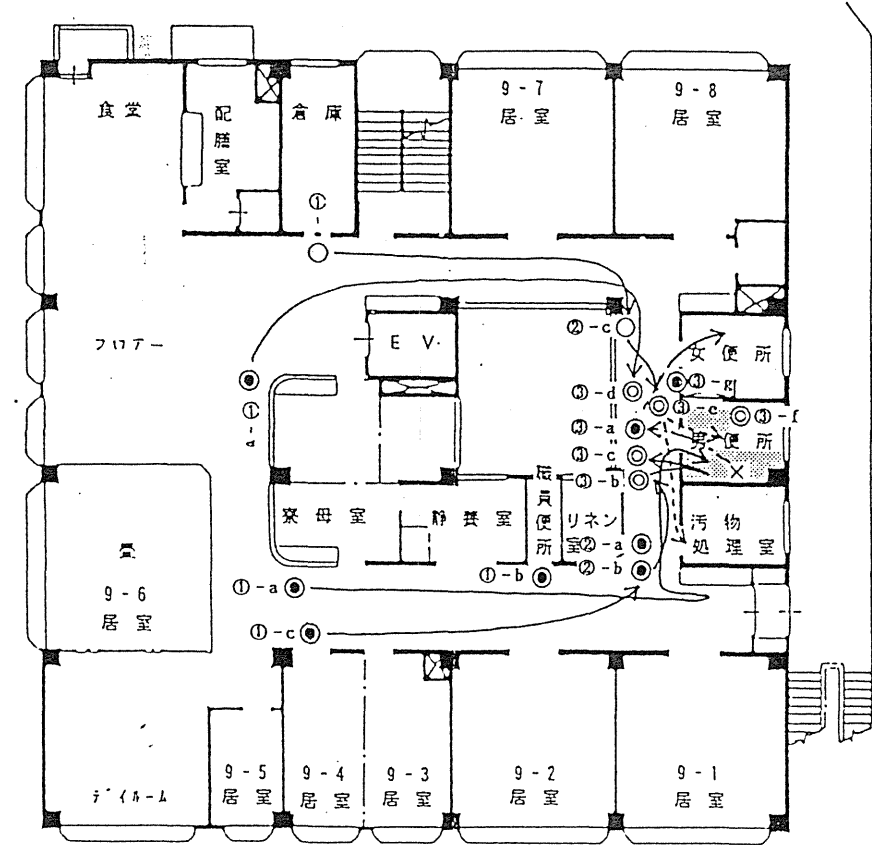 食堂
配膳室
倉庫
9-7
居室
9-8
居室
①
②-c
女便所
フロアー
EV.
③-d
③-g
③-e
③-f
③-a
男便所
③-c
×
③-b
職員便所
寮母室
静養室
リネン室
汚物
処理室
②-a
②-b
①-b
畳
9-6
居室
①-a
①-c
デイルーム
9-5
居室
9-4
居室
9-3
居室
9-2
居室
9-1
居室